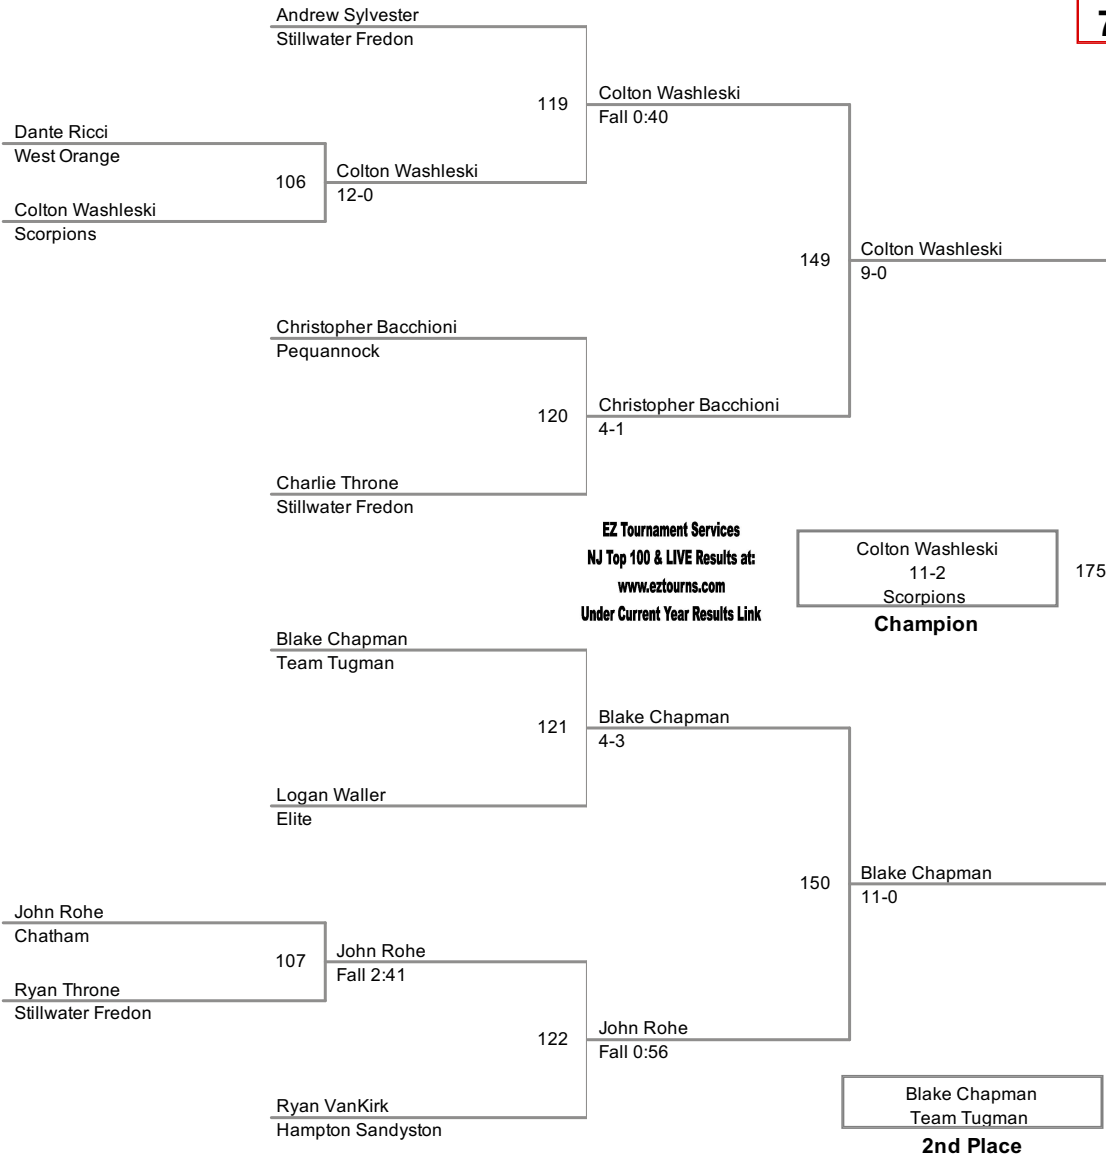 Andrew Sylvester
Stillwater Fredon
7
119
Colton Washleski
Fall 0:40
Dante Ricci
West Orange
106
Colton Washleski
12-0
Colton Washleski
Scorpions
149
Colton Washleski
9-0
Christopher Bacchioni
Pequannock
120
Christopher Bacchioni
4-1
Charlie Throne
Stillwater Fredon
EZ Tournament Services
NJ Top 100 & LIVE Results at:
www.eztourns.com
Under Current Year Results Link
Colton Washleski
11-2
Scorpions
175
Champion
Blake Chapman
Team Tugman
121
Blake Chapman
4-3
Logan Waller
Elite
150
Blake Chapman
11-0
John Rohe
Chatham
107
John Rohe
Fall 2:41
Ryan Throne
Stillwater Fredon
122
John Rohe
Fall 0:56
Ryan VanKirk
Hampton Sandyston
Blake Chapman
Team Tugman
2nd Place